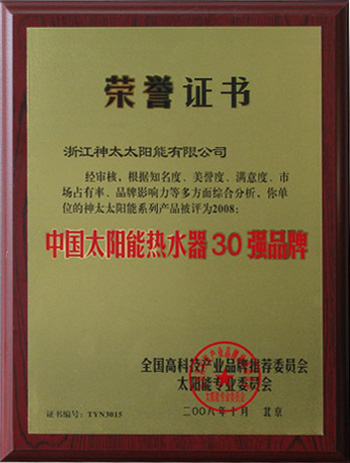 荣誉证书
浙江神太太阳能有限公司
经审核，根据知名度、美誉度、满意度、市
场占有率、品牌影响力等多方面综合分析，你单
位的神太太阳能系列产品被评为2008：
中国太阳能热水器30强品牌
全国高科技产业品牌推荐委员会
太阳能专业委员会
证书编号：TYN3015
二〇〇八年十月 北京